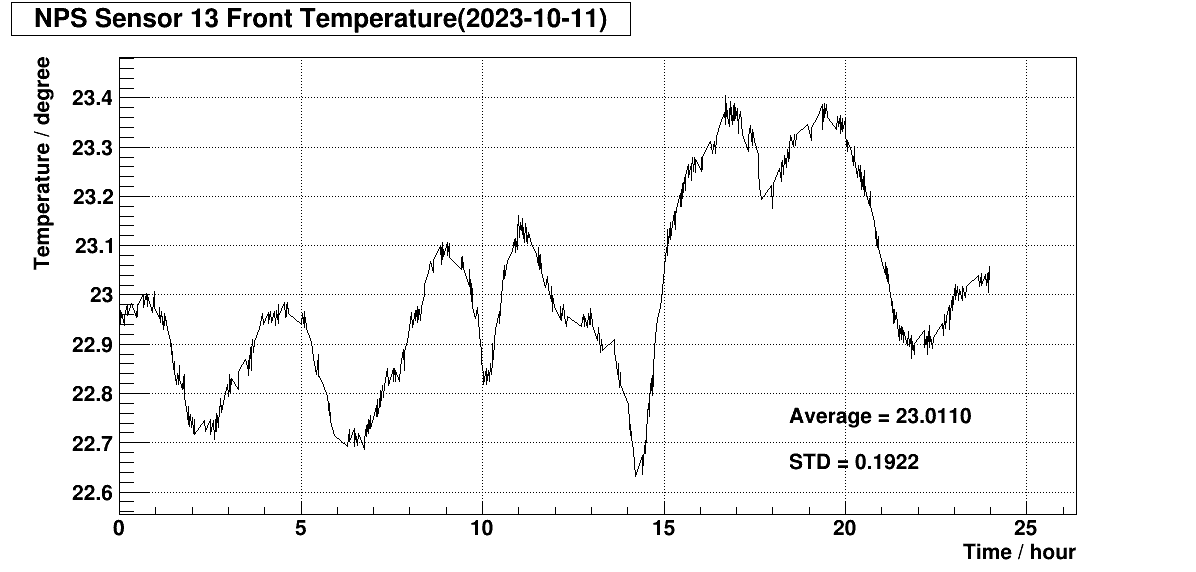 NPS Sensor 13 Front Temperature(2023-10-11)
Temperature / degree
23.4
23.3
23.2
23.1
23
22.9
22.8
22.7
22.6
Average = 23.0110
STD = 0.1922
0 5 10 15 20 25
Time / hour